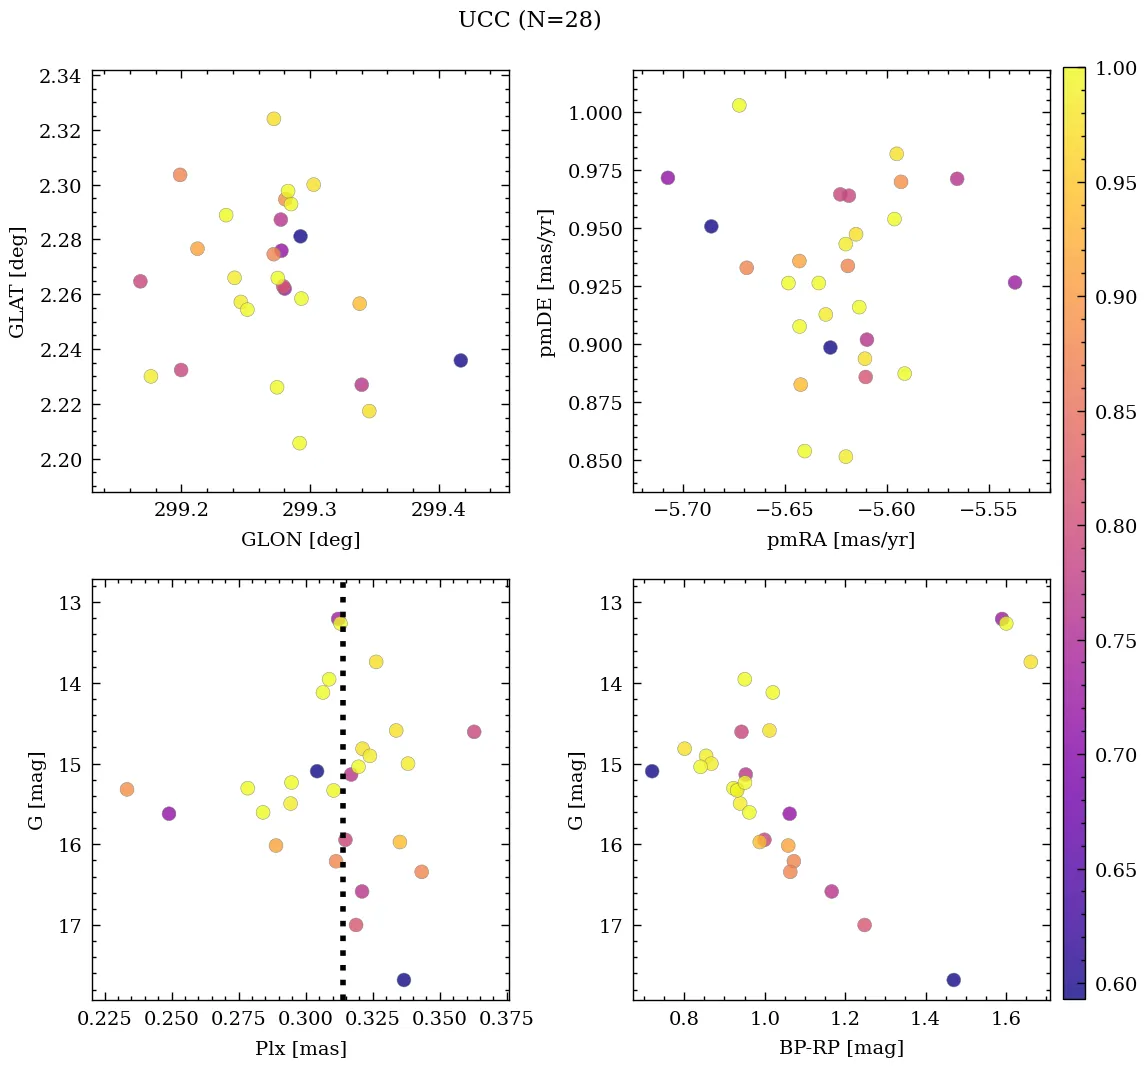 UCC (N=28)
2.34
2.32
2.30
2.28
2.26
2.24
2.22
2.20
GLAT [deg]
299.2 299.3 299.4
GLON [deg]
1.000
0.975
0.950
0.925
0.900
0.875
0.850
pmDE [mas/yr]
−5.70 −5.65 −5.60 −5.55
pmRA [mas/yr]
13
14
15
16
17
G [mag]
0.225 0.250 0.275 0.300 0.325 0.350 0.375
Plx [mas]
13
14
15
16
17
G [mag]
0.8 1.0 1.2 1.4 1.6
BP-RP [mag]
1.00
0.95
0.90
0.85
0.80
0.75
0.70
0.65
0.60